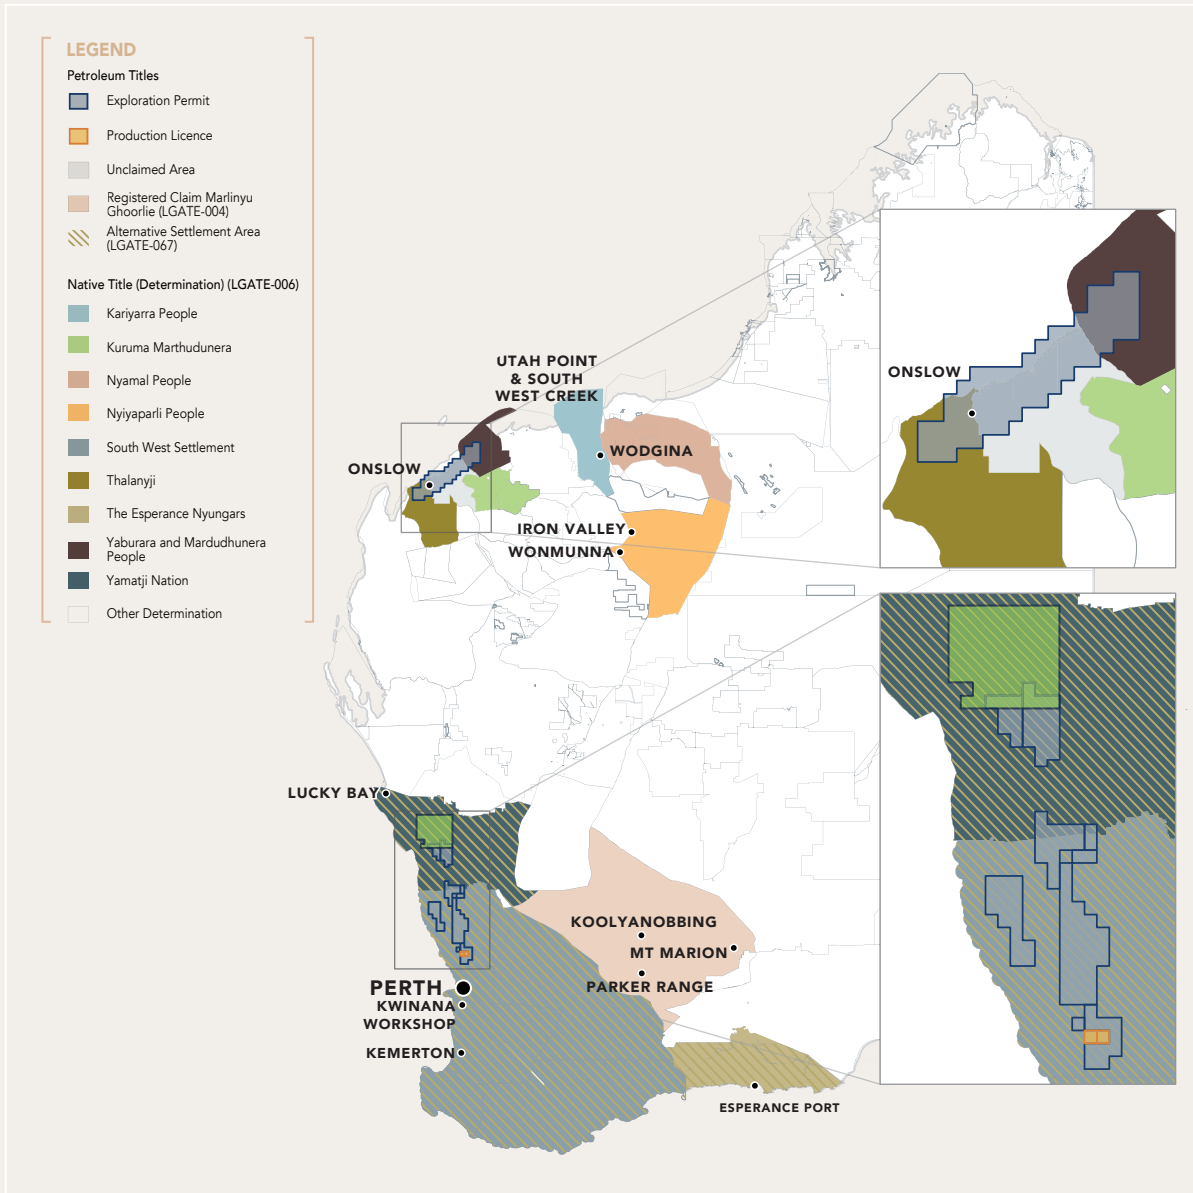 LEGEND
Petroleum Titles
Exploration Permit
Production Licence
Unclaimed Area
Registered Claim Marlinyu
Ghoorlie (LGATE-004)
Alternative Settlement Area
(LGATE-067)
Native Title (Determination) (LGATE-006)
Kariyarra People
Kuruma Marthudunera
Nyamal People
Nyiyaparli People
South West Settlement
Thalanyji
The Esperance Nyungars
Yaburara and Mardudhunera
People
Yamatji Nation
Other Determination
UTAH POINT
& SOUTH
WEST CREEK
WODGINA
ONSLOW
IRON VALLEY
WONMUNNA
ONSLOW
LUCKY BAY
KOOLYANOBBING
MT MARION
PARKER RANGE
PERTH
KWINANA
WORKSHOP
KEMERTON
ESPERANCE PORT